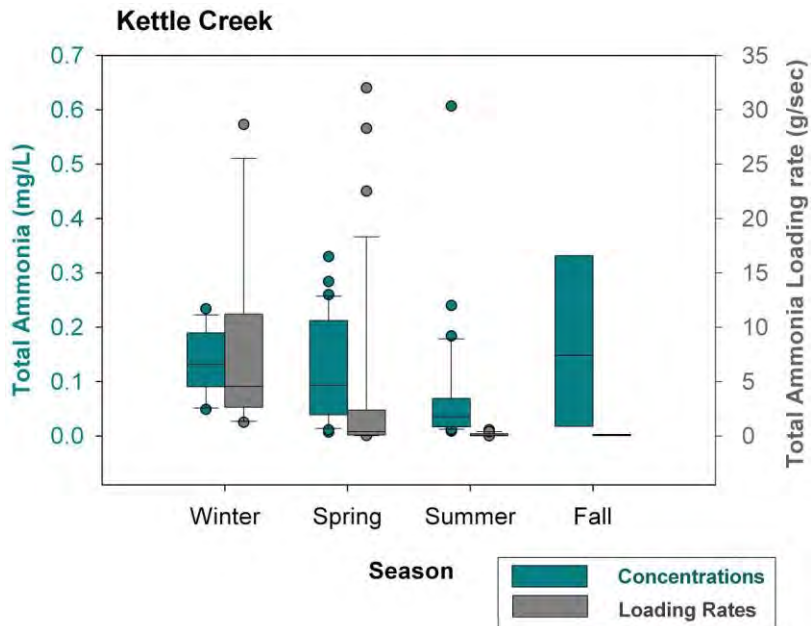 Kettle Creek
Total Ammonia (mg/L)
0.7
0.6
0.5
0.4
0.3
0.2
0.1
0.0
35
30
25
20
15
10
5
0
Total Ammonia Loading rate (g/sec)
Winter Spring Summer Fall
Season
Concentrations
Loading Rates